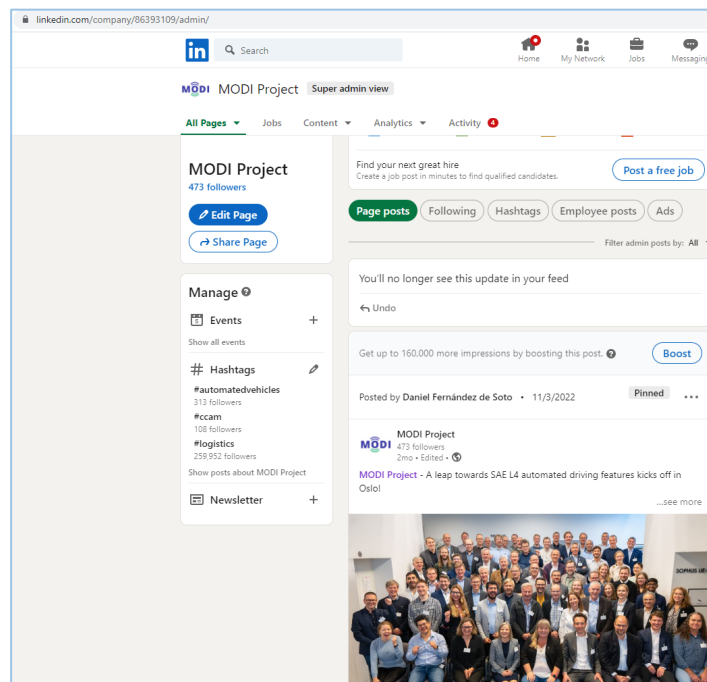 linkedin.com/company/86393109/admin/
in
Search
Home
My Network
Jobs
Messaging
MODI
MODI Project
Super admin view
All Pages
Jobs
Content
Analytics
Activity
4
MODI Project
473 followers
Edit Page
Share Page
Find your next great hire
Create a job post in minutes to find qualified candidates.
Post a free job
Page posts
Following
Hashtags
Employee posts
Ads
Filter admin posts by: All
Manage
Events
Show all events
Hashtags
#automatedvehicles
313 followers
#ccam
108 followers
#logistics
259,952 followers
Show posts about MODI Project
Newsletter
You'll no longer see this update in your feed
Undo
Get up to 160,000 more impressions by boosting this post.
Boost
Posted by Daniel Fernández de Soto • 11/3/2022
Pinned
MODI
MODI Project
473 followers
2mo • Edited •
MODI Project - A leap towards SAE L4 automated driving features kicks off in
Oslo!
...see more
SOPHUS